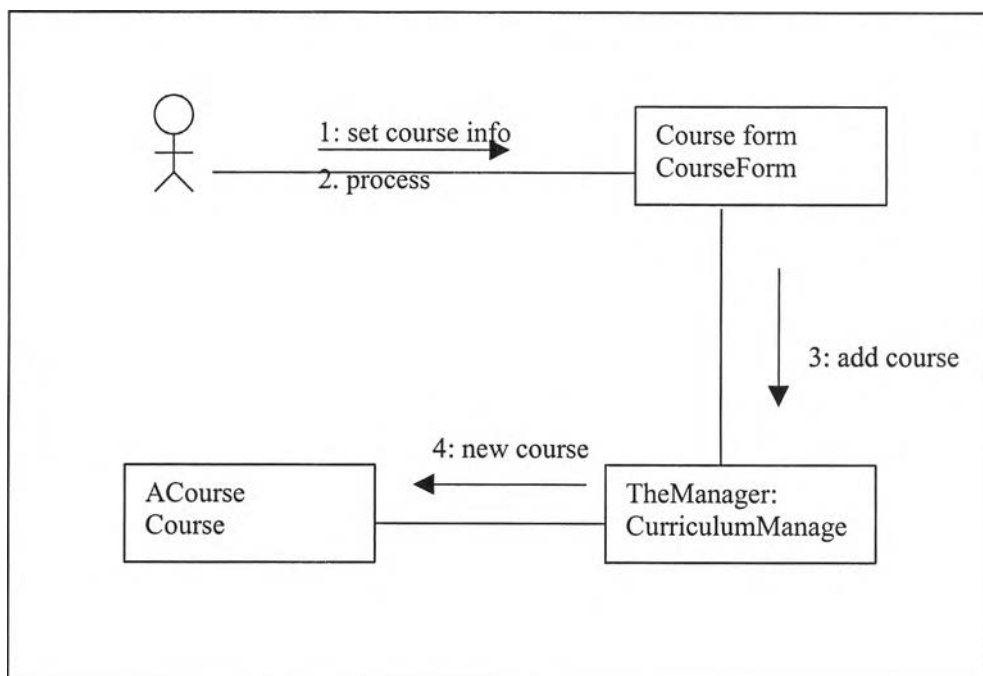 1: set course info
2. process
Course form
CourseForm
3: add course
4: new course
ACourse
Course
TheManager:
CurriculumManage